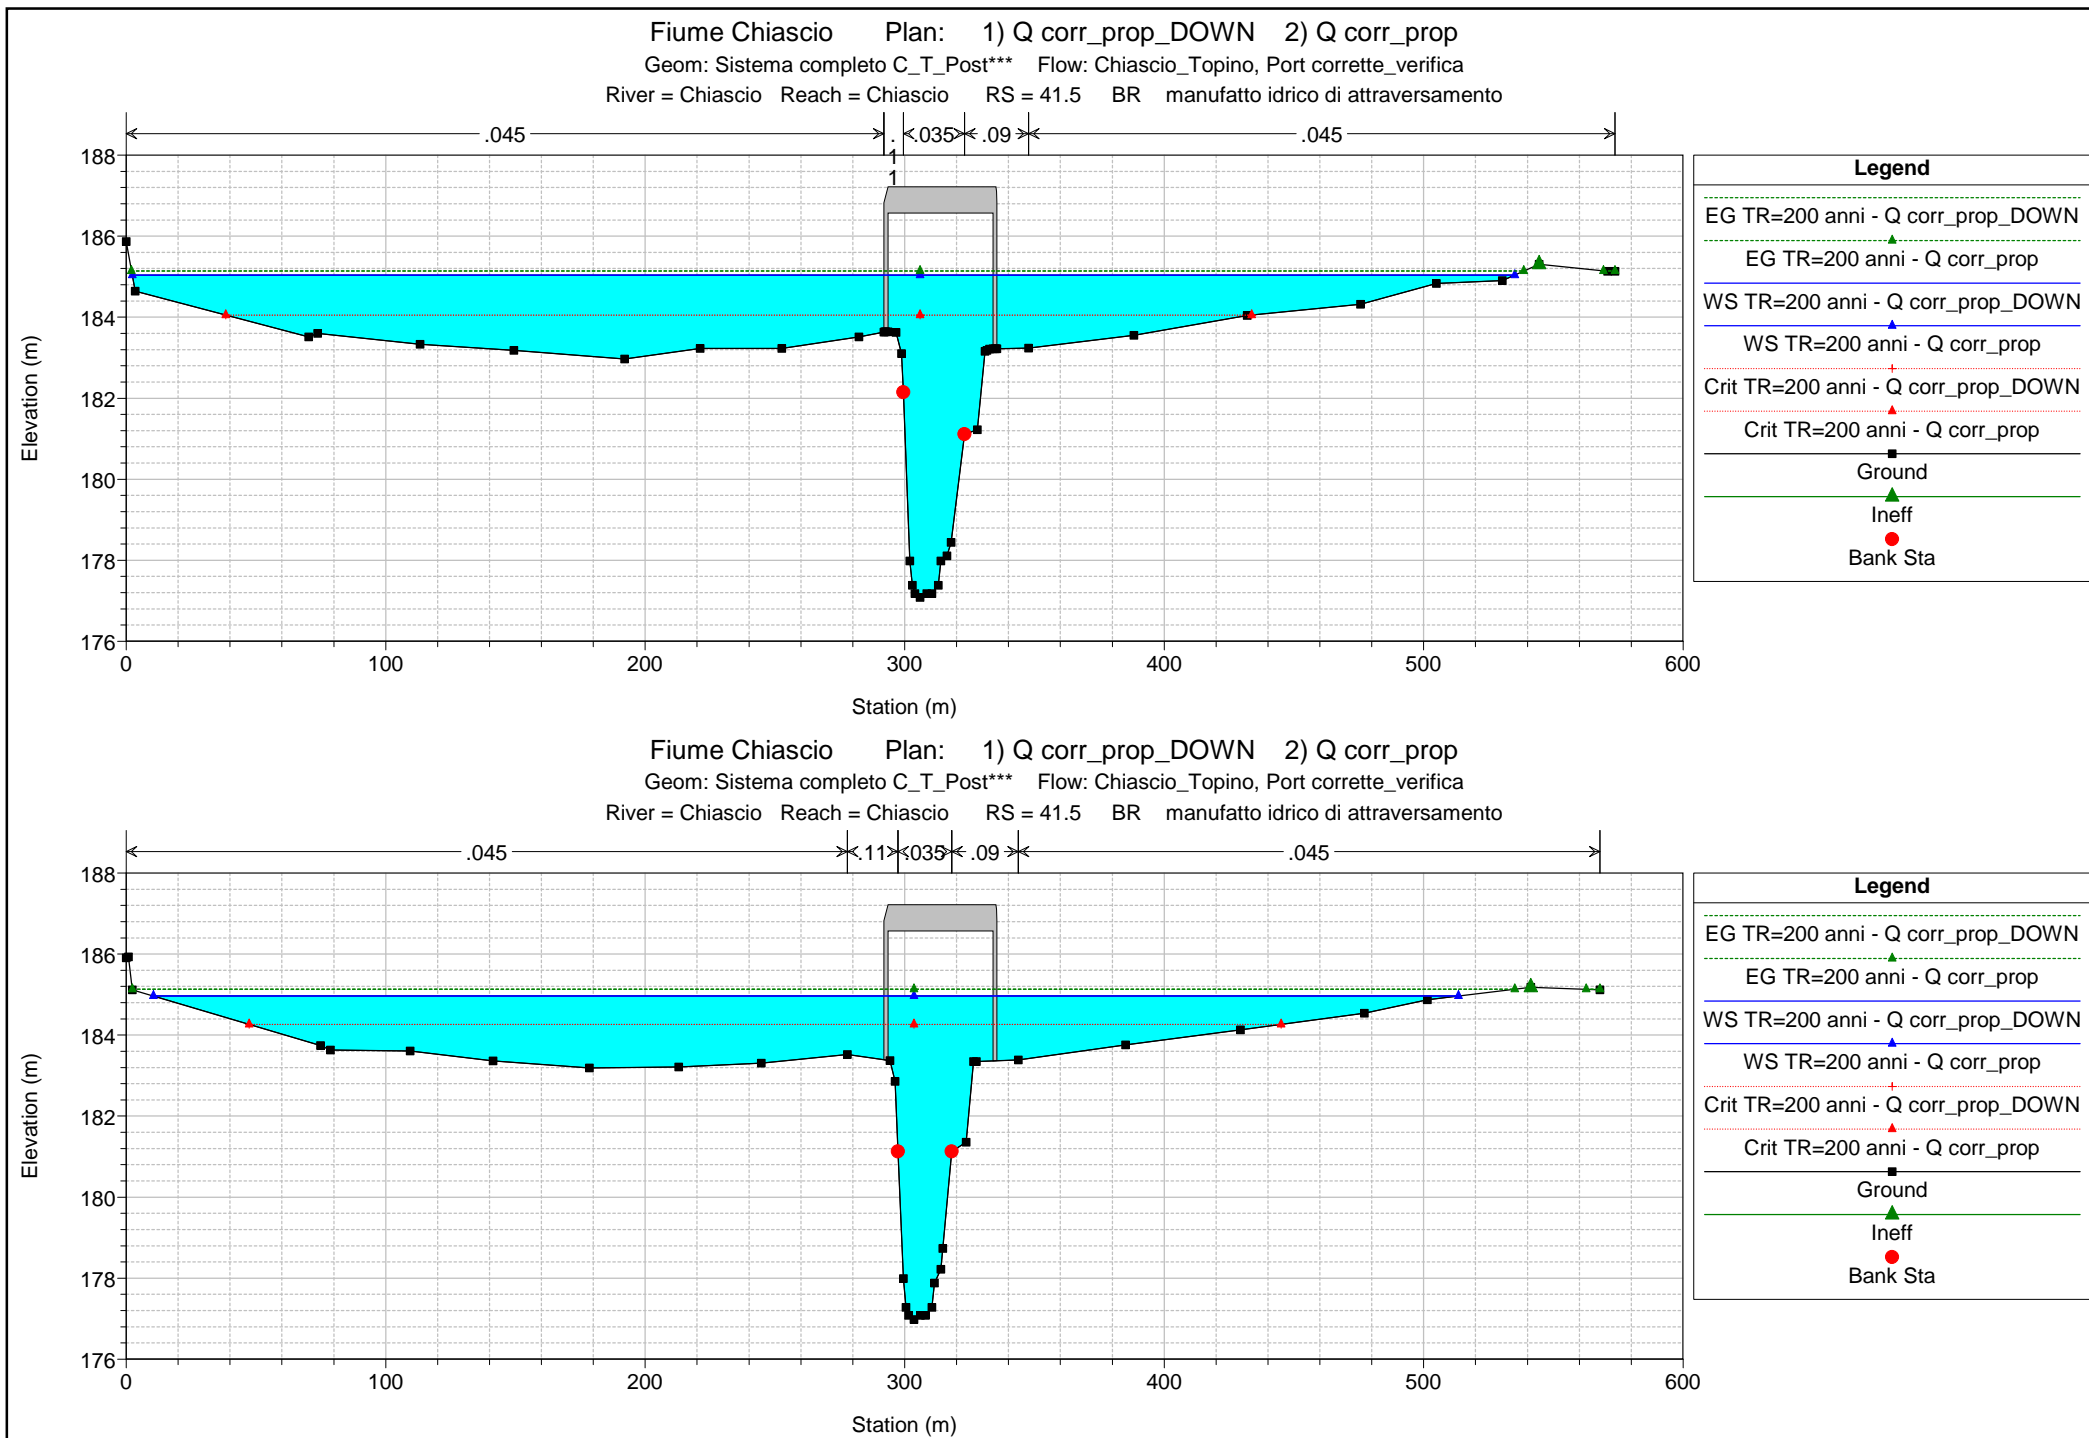 Fiume Chiascio Plan: 1) Q corr_prop_DOWN 2) Q corr_prop
Geom: Sistema completo C_T_Post*** Flow: Chiascio_Topino, Port corrette_verifica
River = Chiascio Reach = Chiascio RS = 41.5 BR manufatto idrico di attraversamento
.045 .11 .035 .09 .045
188
186
184
182
180
178
176
Elevation (m)
0 100 200 300 400 500 600
Station (m)
Legend
EG TR=200 anni - Q corr_prop_DOWN
EG TR=200 anni - Q corr_prop
WS TR=200 anni - Q corr_prop_DOWN
WS TR=200 anni - Q corr_prop
Crit TR=200 anni - Q corr_prop_DOWN
Crit TR=200 anni - Q corr_prop
Ground
Ineff
Bank Sta
Fiume Chiascio Plan: 1) Q corr_prop_DOWN 2) Q corr_prop
Geom: Sistema completo C_T_Post*** Flow: Chiascio_Topino, Port corrette_verifica
River = Chiascio Reach = Chiascio RS = 41.5 BR manufatto idrico di attraversamento
.045 .11 .035 .09 .045
188
186
184
182
180
178
176
Elevation (m)
0 100 200 300 400 500 600
Station (m)
Legend
EG TR=200 anni - Q corr_prop_DOWN
EG TR=200 anni - Q corr_prop
WS TR=200 anni - Q corr_prop_DOWN
WS TR=200 anni - Q corr_prop
Crit TR=200 anni - Q corr_prop_DOWN
Crit TR=200 anni - Q corr_prop
Ground
Ineff
Bank Sta